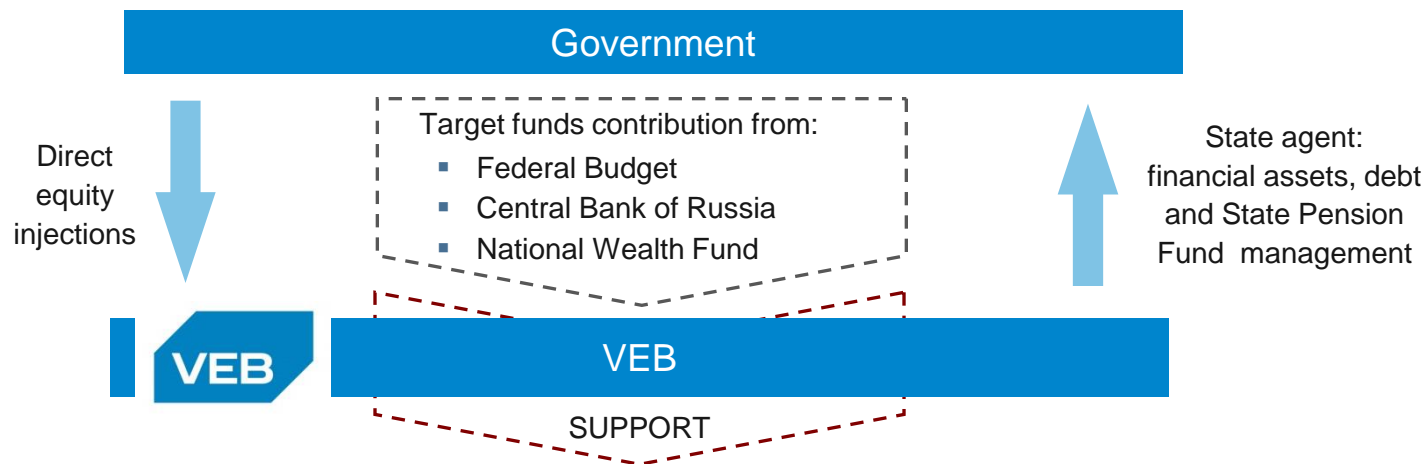 Government
Direct
equity
injections
Target funds contribution from:
▪ Federal Budget
▪ Central Bank of Russia
▪ National Wealth Fund
State agent:
financial assets, debt
and State Pension
Fund management
VEB
VEB
SUPPORT